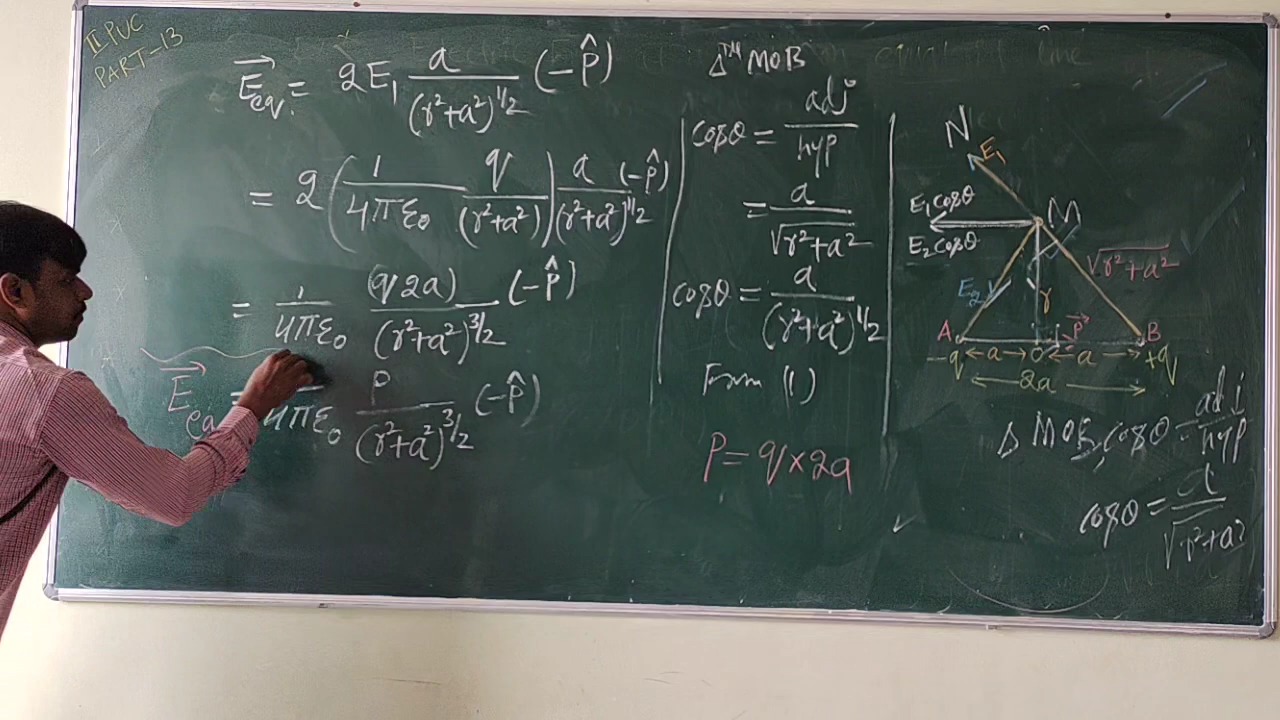 II PUC
PART-13
E⃗eq. = 2E₁ a/(r²+a²)^1/2 (-P̂)
= 2 (1/4πε₀ q/(r²+a²)) a/(r²+a²)^1/2 (-P̂)
= 1/4πε₀ (q2a)/(r²+a²)^3/2 (-P̂)
E⃗eq = /4πε₀ P/(r²+a²)^3/2 (-P̂)
Δ MOB
cosθ = adj/hyp
= a/√r²+a²
cosθ = a/(r²+a²)^1/2
From (1)
P = q×2a
N
E₁
E₁cosθ
M
E₂cosθ
√r²+a²
E₂
r
A
P⃗
B
-q ←a→ O ←a→ +q
←2a→
Δ MOB, cosθ = adj/hyp
cosθ = a/√r²+a²